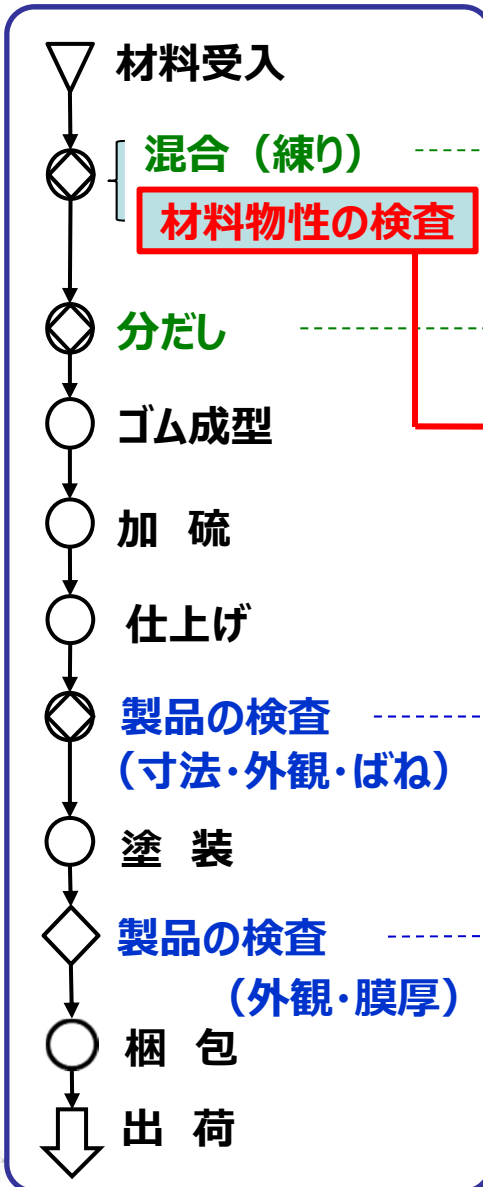 材料受入
混合（練り）
材料物性の検査
分だし
ゴム成型
加 硫
仕上げ
製品の検査
（寸法・外観・ばね）
塗 装
製品の検査
（外観・膜厚）
梱 包
出 荷